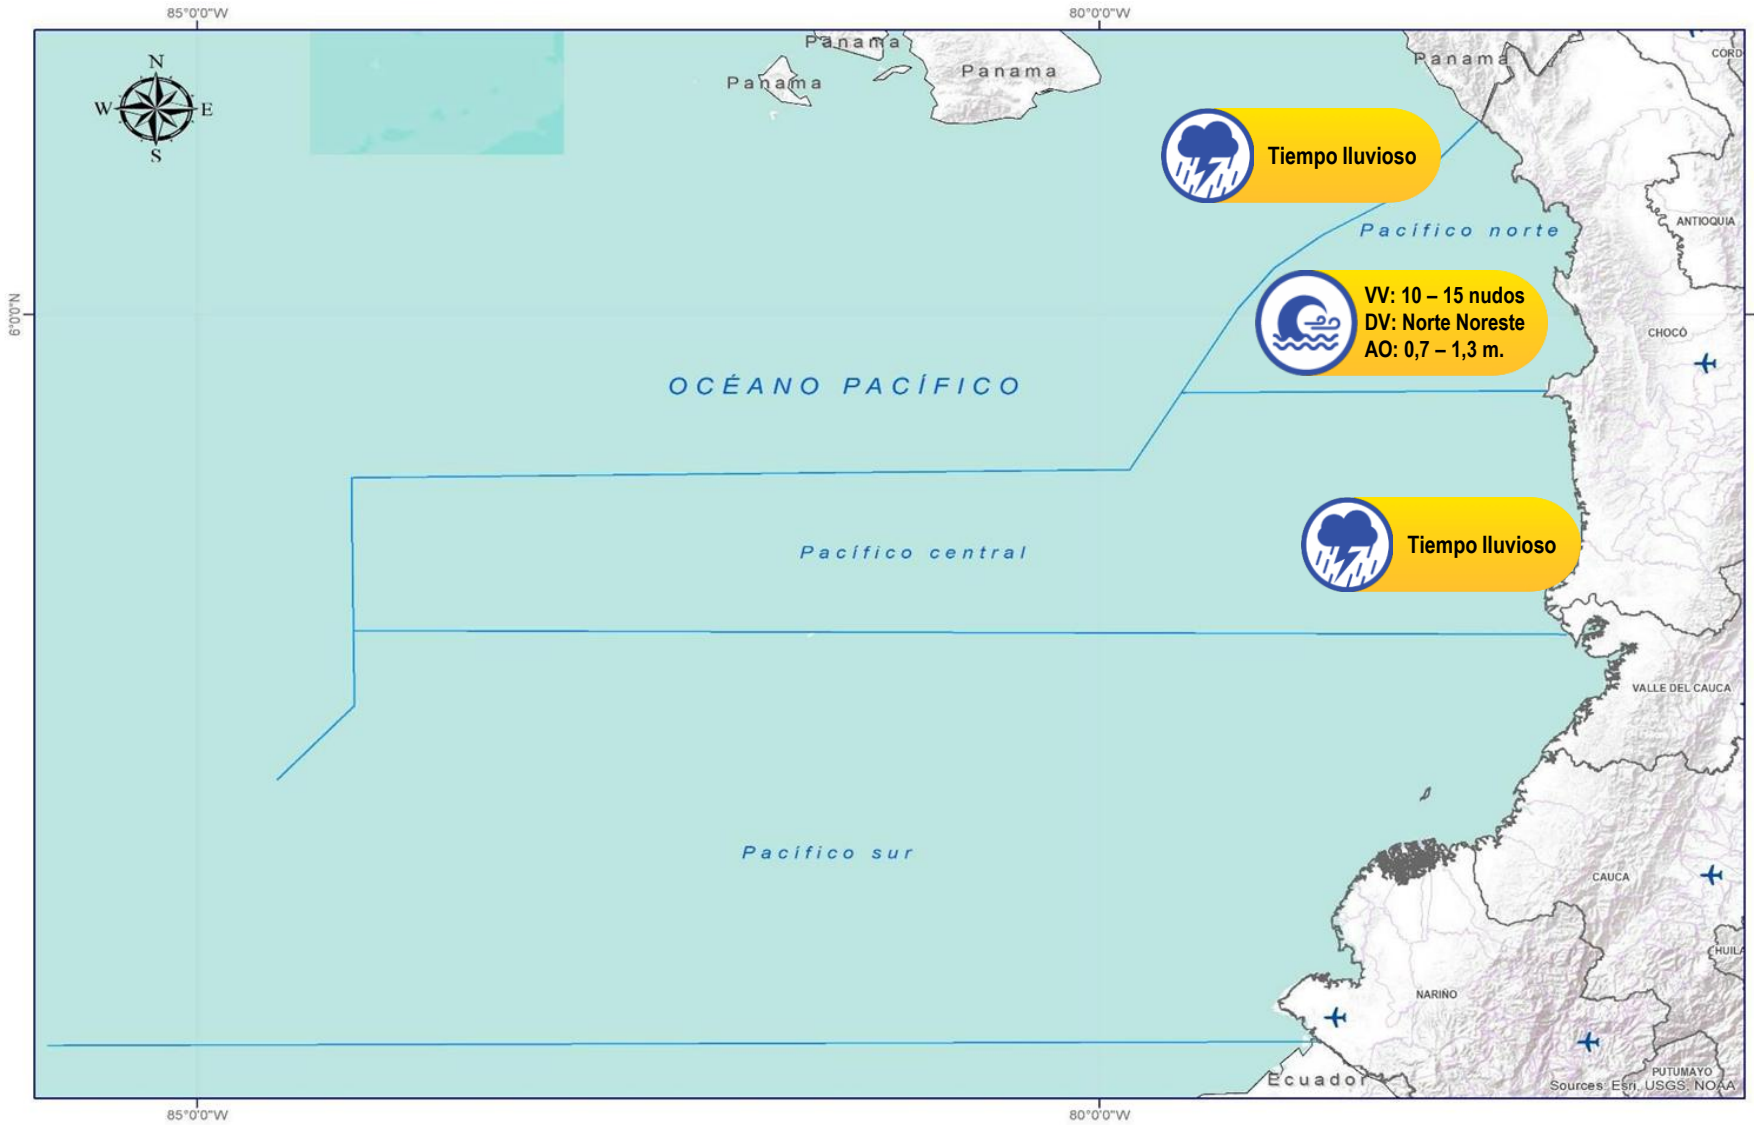 85°0'0"W
80°0'0"W
N
W
E
S
Panama
Panama
Panama
Panama
CORD
Tiempo lluvioso
Pacífico norte
ANTIOQUIA
6°0'0"N
VV: 10 – 15 nudos
DV: Norte Noreste
AO: 0,7 – 1,3 m.
CHOCÓ
OCÉANO PACÍFICO
Pacífico central
Tiempo lluvioso
VALLE DEL CAUCA
Pacífico sur
CAUCA
HUILA
NARIÑO
PUTUMAYO
Ecuador
Sources: Esri, USGS, NOAA
85°0'0"W
80°0'0"W